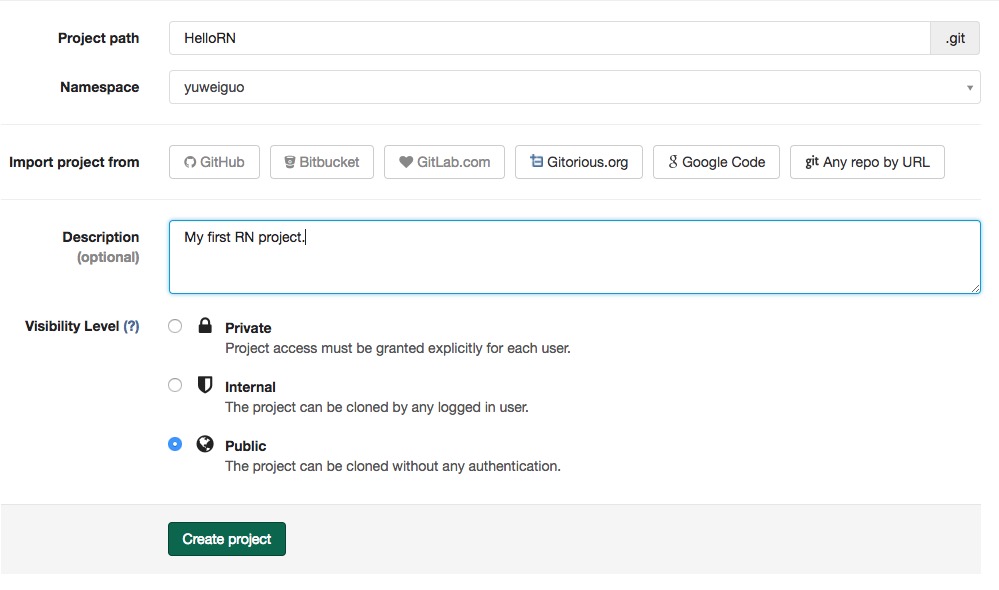 Project path HelloRN .git
Namespace yuweiguo
Import project from GitHub Bitbucket GitLab.com Gitorious.org Google Code git Any repo by URL
Description My first RN project.
(optional)
Visibility Level (?) Private
Project access must be granted explicitly for each user.
Internal
The project can be cloned by any logged in user.
Public
The project can be cloned without any authentication.
Create project